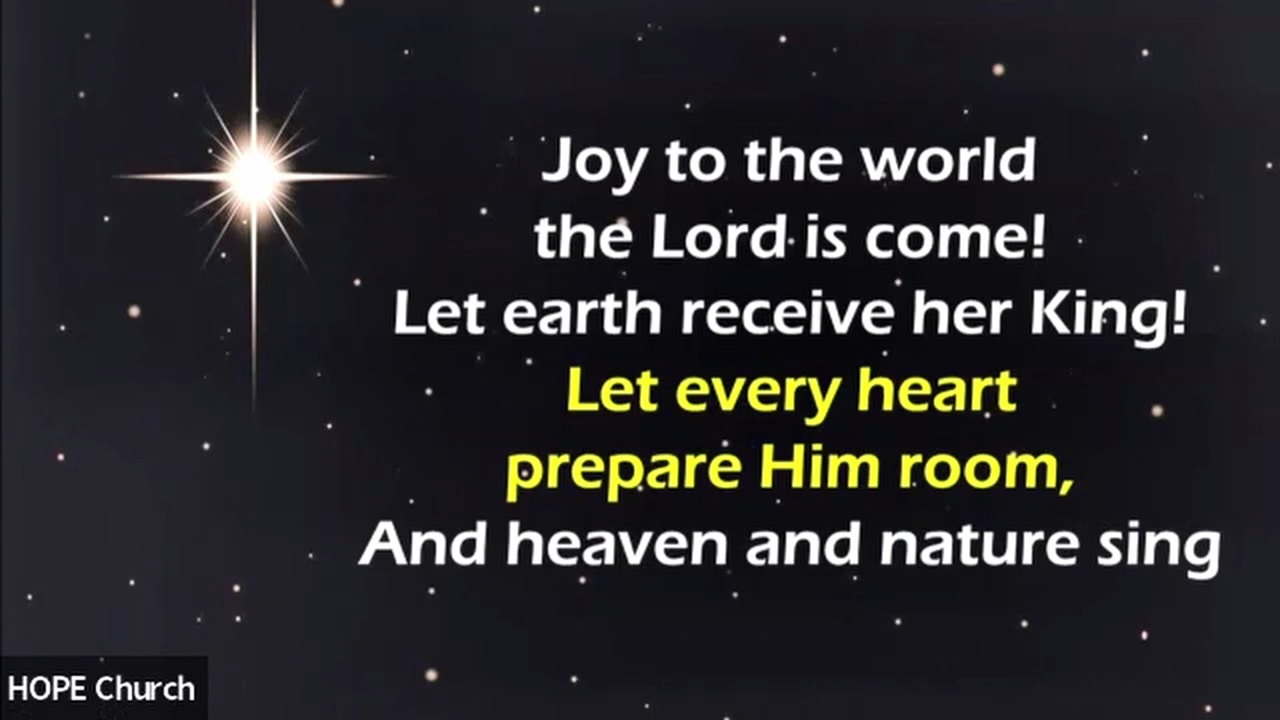 Joy to the world
the Lord is come!
Let earth receive her King!
Let every heart
prepare Him room,
And heaven and nature sing
HOPE Church